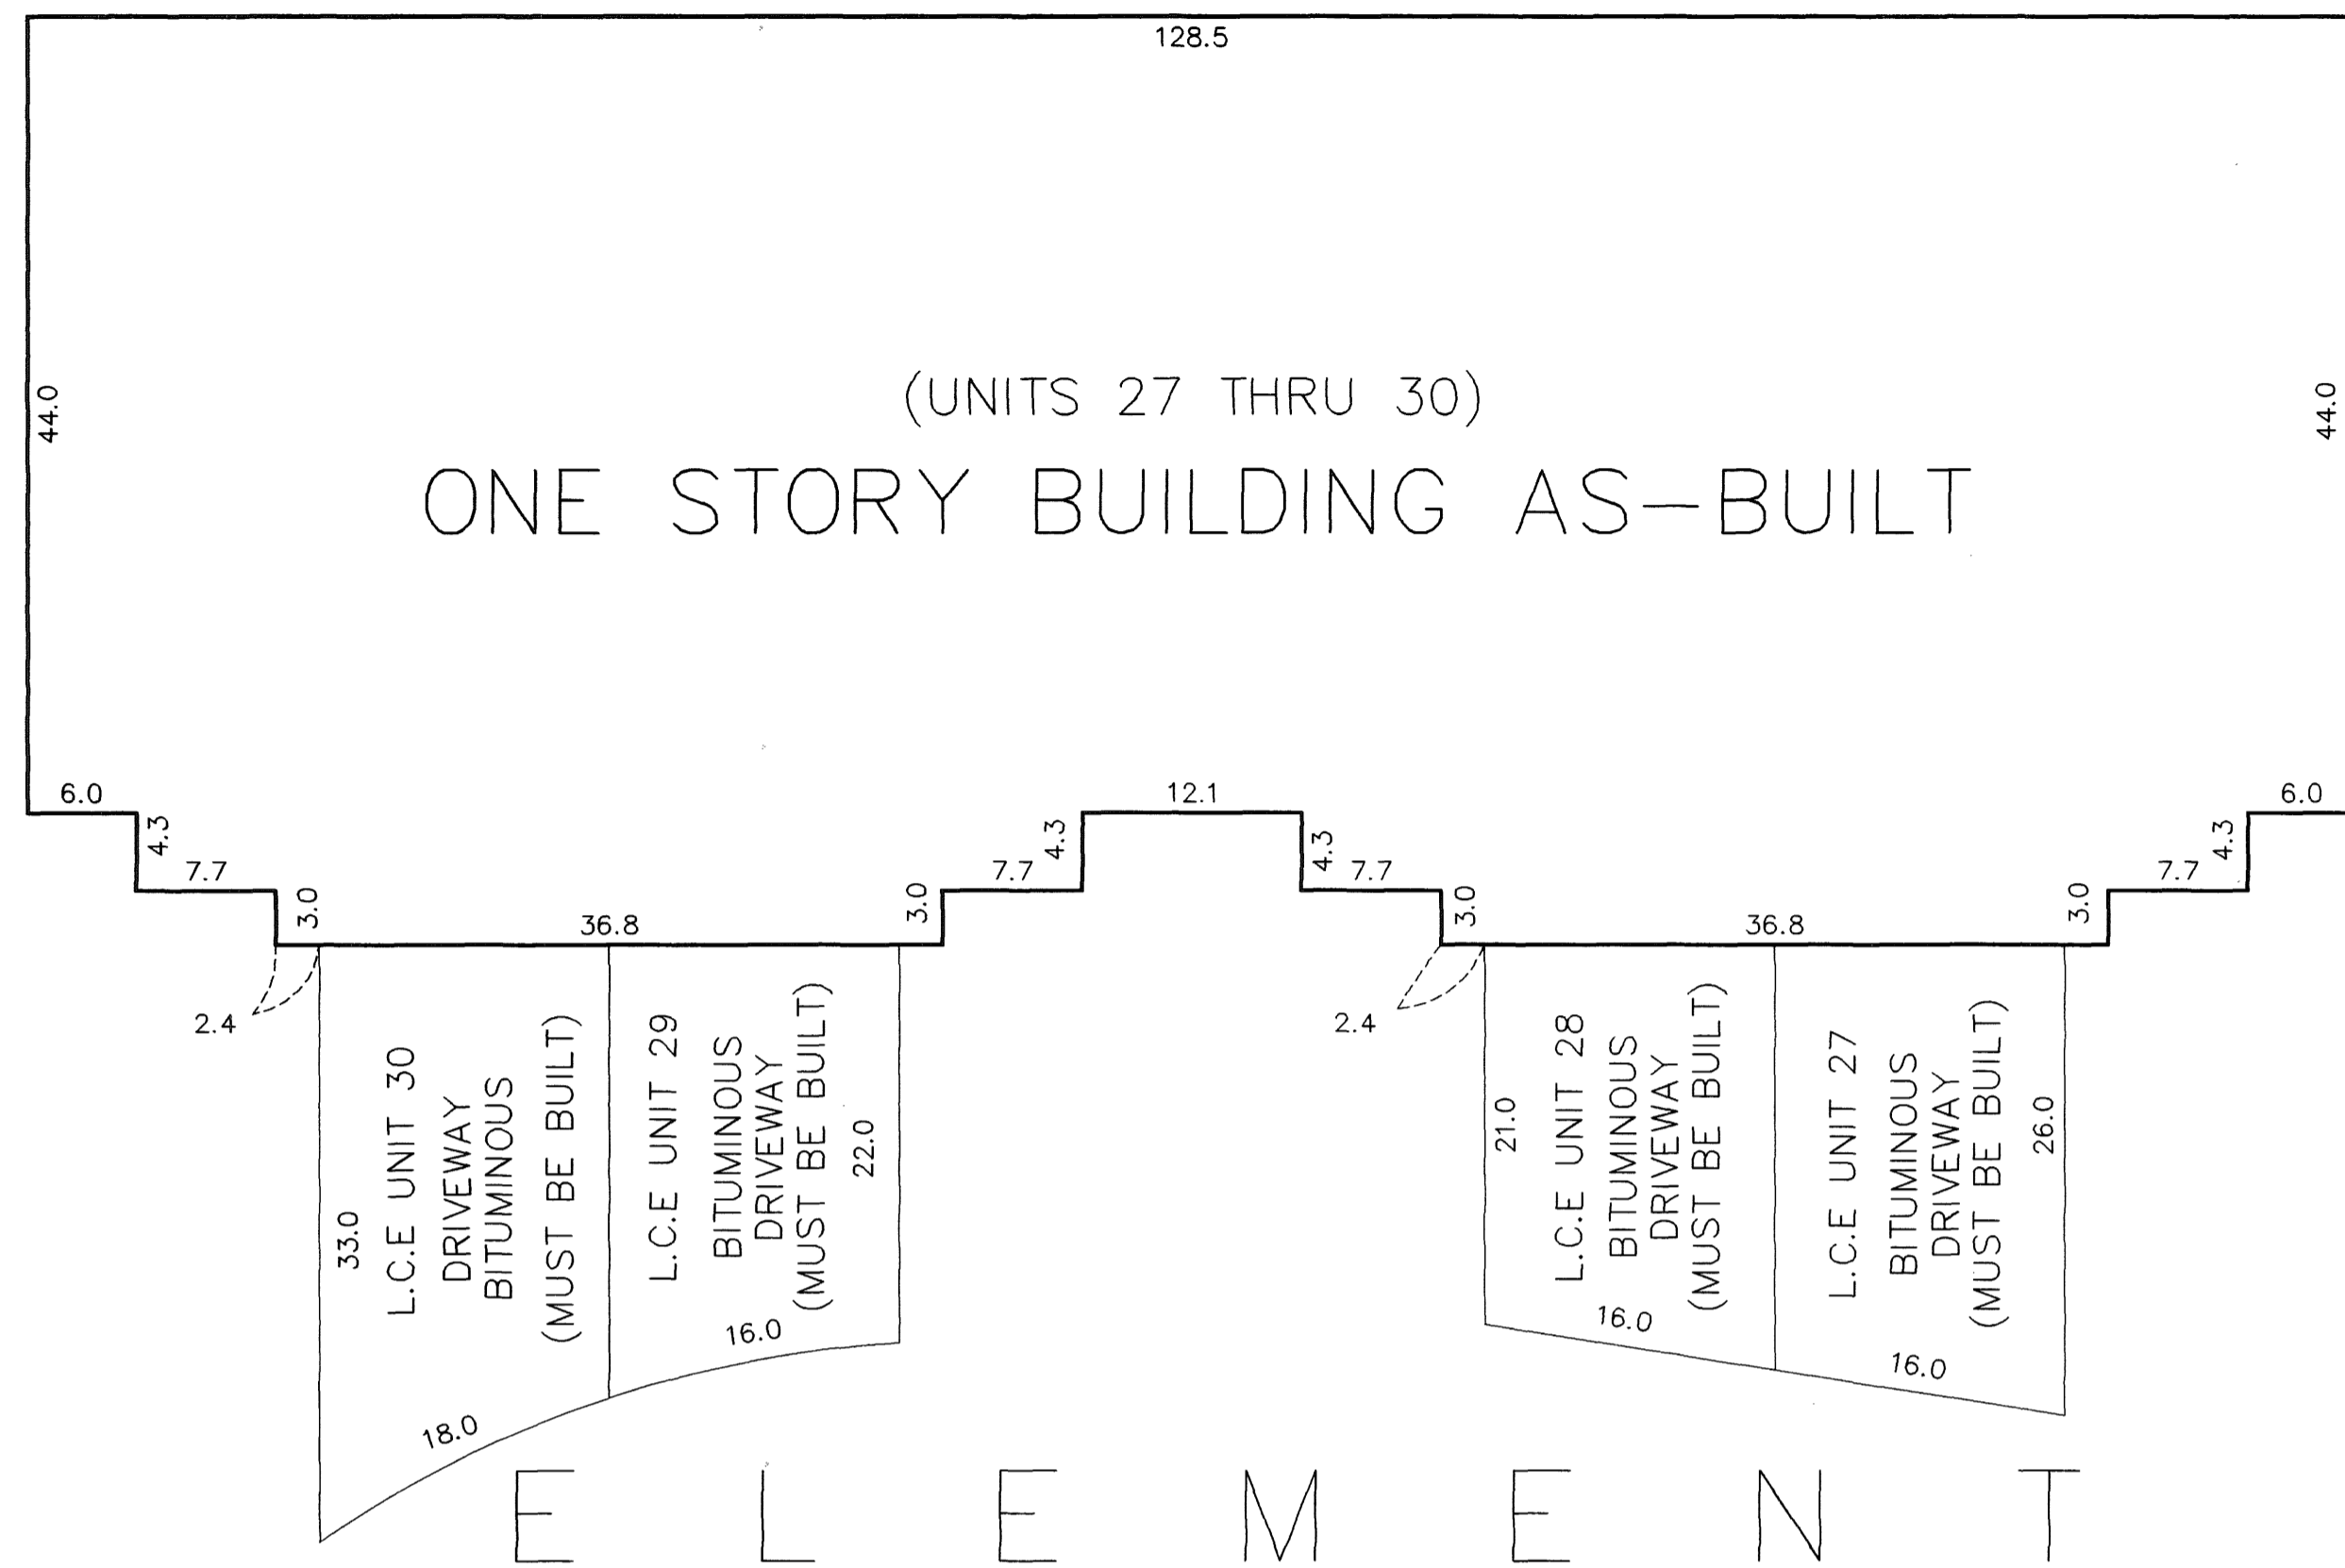 128.5
44.0
(UNITS 27 THRU 30)
44.0
ONE STORY BUILDING AS-BUILT
6.0
4.3
7.7
3.0
36.8
3.0
7.7
4.3
12.1
4.3
7.7
3.0
36.8
3.0
7.7
4.3
6.0
2.4
33.0
L.C.E UNIT 30
DRIVEWAY
BITUMINOUS
(MUST BE BUILT)
18.0
L.C.E UNIT 29
BITUMINOUS
DRIVEWAY
(MUST BE BUILT)
22.0
16.0
2.4
21.0
L.C.E UNIT 28
BITUMINOUS
DRIVEWAY
(MUST BE BUILT)
16.0
L.C.E UNIT 27
BITUMINOUS
DRIVEWAY
(MUST BE BUILT)
26.0
16.0
ELEMENT